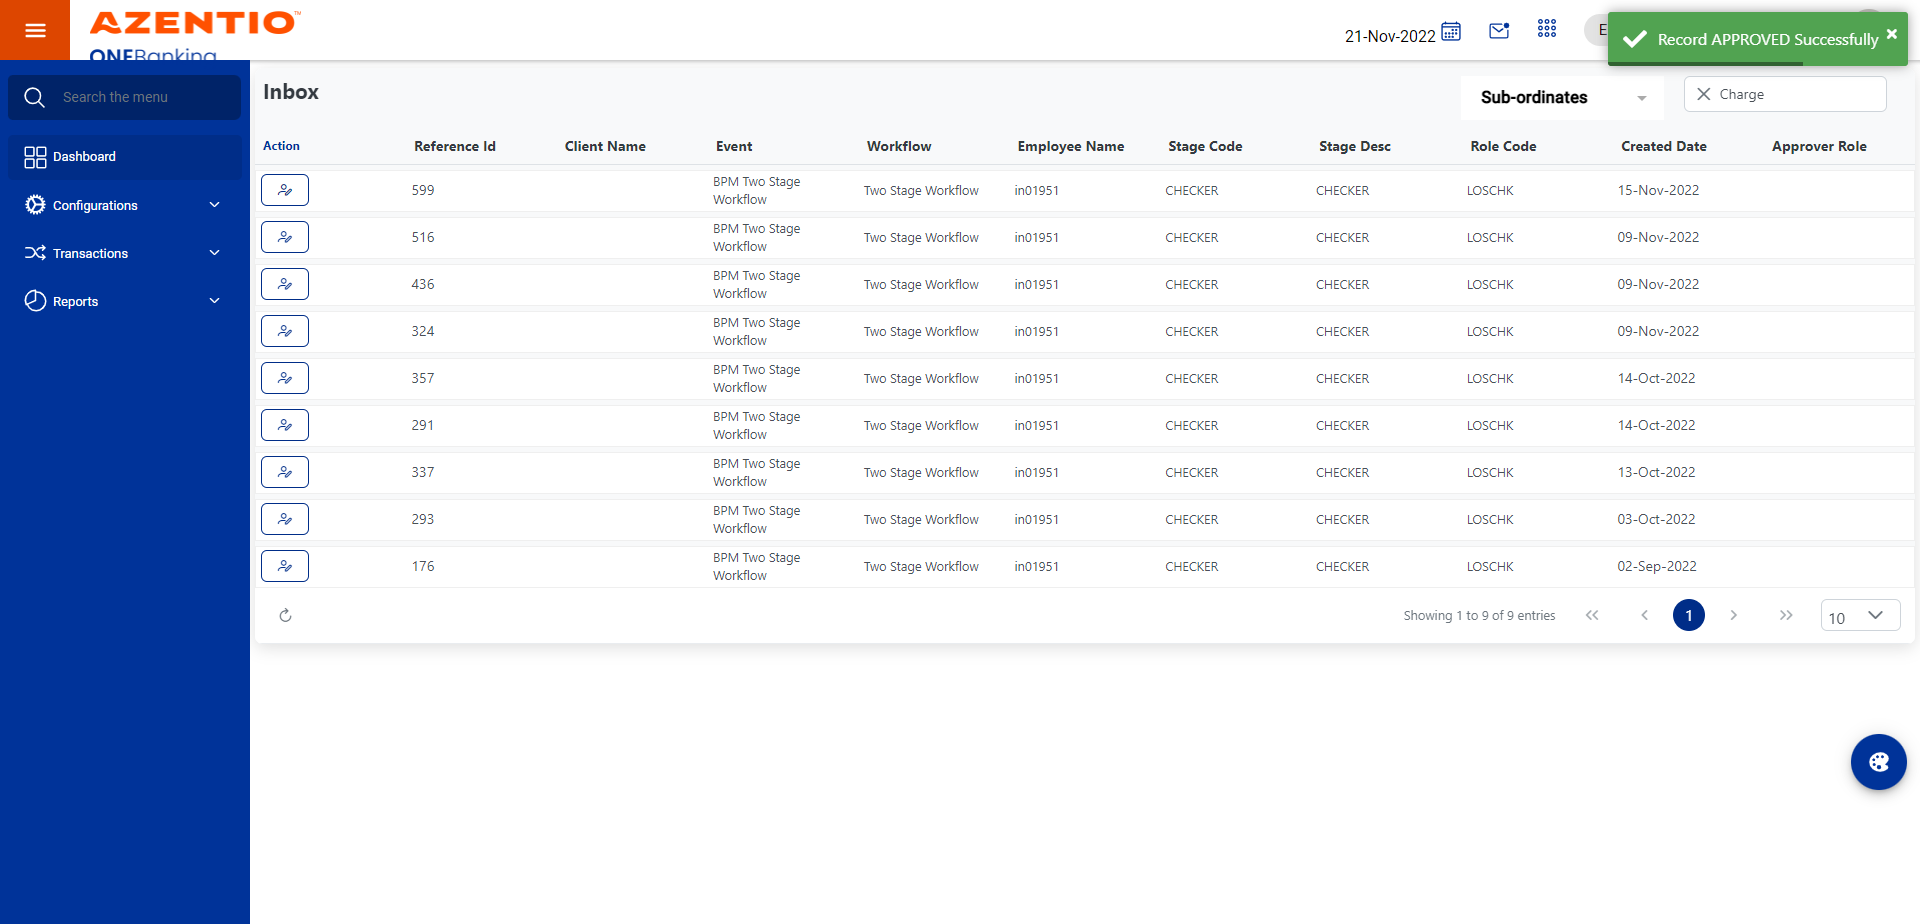 AZENTIO™
ONEBanking
21-Nov-2022
E
Record APPROVED Successfully
Search the menu
Dashboard
Configurations
Transactions
Reports
Inbox
Sub-ordinates
Charge
Action Reference Id Client Name Event Workflow Employee Name Stage Code Stage Desc Role Code Created Date Approver Role
599 BPM Two Stage Workflow Two Stage Workflow in01951 CHECKER CHECKER LOSCHK 15-Nov-2022
516 BPM Two Stage Workflow Two Stage Workflow in01951 CHECKER CHECKER LOSCHK 09-Nov-2022
436 BPM Two Stage Workflow Two Stage Workflow in01951 CHECKER CHECKER LOSCHK 09-Nov-2022
324 BPM Two Stage Workflow Two Stage Workflow in01951 CHECKER CHECKER LOSCHK 09-Nov-2022
357 BPM Two Stage Workflow Two Stage Workflow in01951 CHECKER CHECKER LOSCHK 14-Oct-2022
291 BPM Two Stage Workflow Two Stage Workflow in01951 CHECKER CHECKER LOSCHK 14-Oct-2022
337 BPM Two Stage Workflow Two Stage Workflow in01951 CHECKER CHECKER LOSCHK 13-Oct-2022
293 BPM Two Stage Workflow Two Stage Workflow in01951 CHECKER CHECKER LOSCHK 03-Oct-2022
176 BPM Two Stage Workflow Two Stage Workflow in01951 CHECKER CHECKER LOSCHK 02-Sep-2022
Showing 1 to 9 of 9 entries 1 10